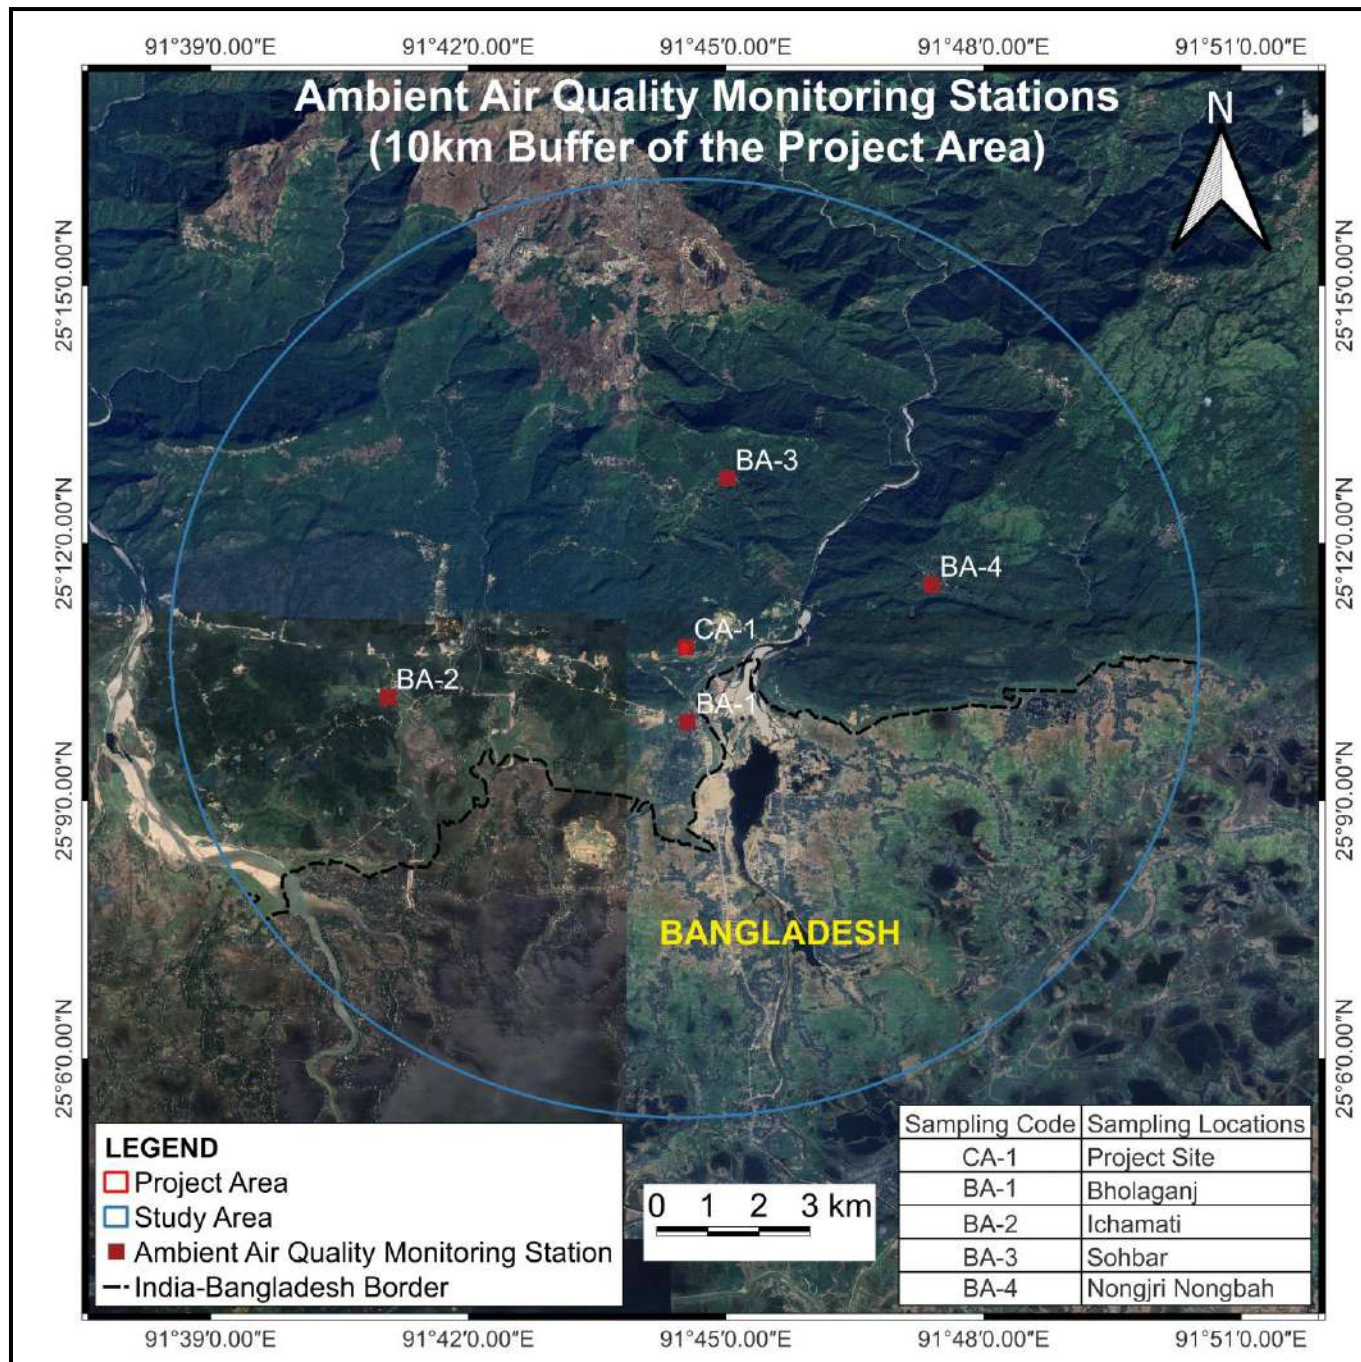 91°39'0.00"E 91°42'0.00"E 91°45'0.00"E 91°48'0.00"E 91°51'0.00"E
Ambient Air Quality Monitoring Stations
(10km Buffer of the Project Area)
N
25°15'0.00"N 25°15'0.00"N
BA-3
25°12'0.00"N 25°12'0.00"N
BA-4
CA-1
BA-2
BA-1
25°9'0.00"N 25°9'0.00"N
BANGLADESH
25°6'0.00"N 25°6'0.00"N
LEGEND
Project Area
Study Area
Ambient Air Quality Monitoring Station
India-Bangladesh Border
0 1 2 3 km
Sampling Code Sampling Locations
CA-1 Project Site
BA-1 Bholaganj
BA-2 Ichamati
BA-3 Sohbar
BA-4 Nongjri Nongbah
91°39'0.00"E 91°42'0.00"E 91°45'0.00"E 91°48'0.00"E 91°51'0.00"E